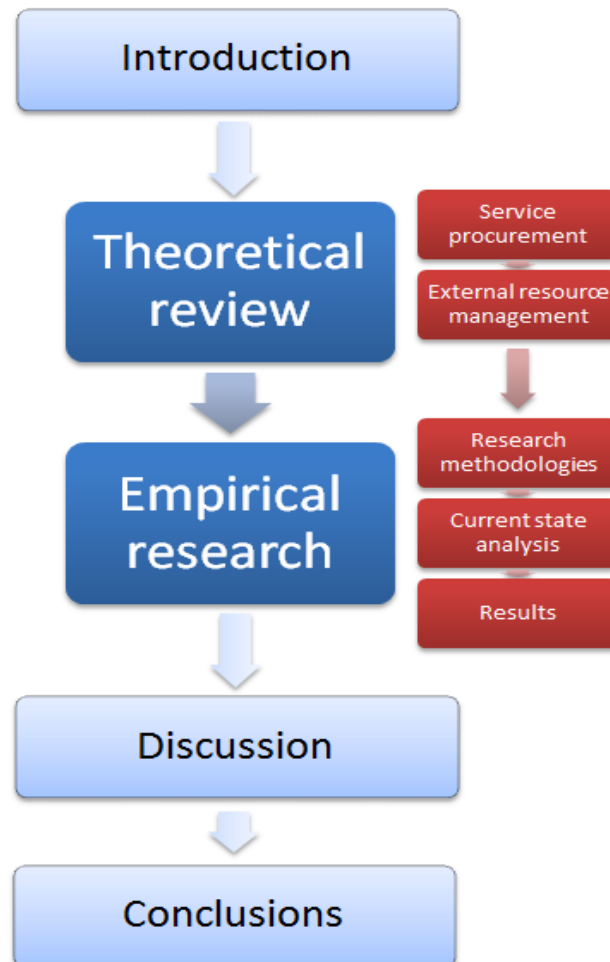 Introduction
Theoretical
review
Service
procurement
External resource
management
Empirical
research
Research
methodologies
Current state
analysis
Results
Discussion
Conclusions